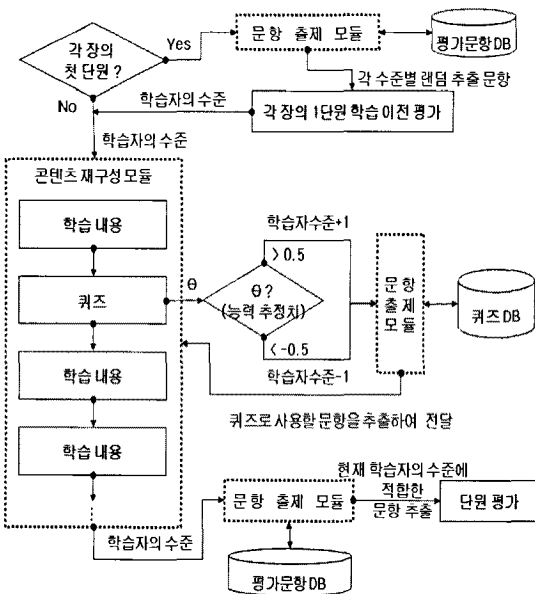 각 장의
첫 단원 ?
Yes
No
문항 출제 모듈
평가문항DB
각 수준별 랜덤 추출 문항
학습자의 수준
각 장의 1단원 학습 이전 평가
학습자의 수준
콘텐츠 재구성 모듈
학습 내용
퀴즈
학습 내용
학습 내용
θ
θ ?
(능력 추정치)
학습자수준+1
> 0.5
< -0.5
학습자수준-1
문항
출제
모듈
퀴즈 DB
퀴즈로 사용할 문항을 추출하여 전달
학습자의 수준
문항 출제 모듈
평가문항DB
현재 학습자의 수준에
적합한
문항 추출
단원 평가